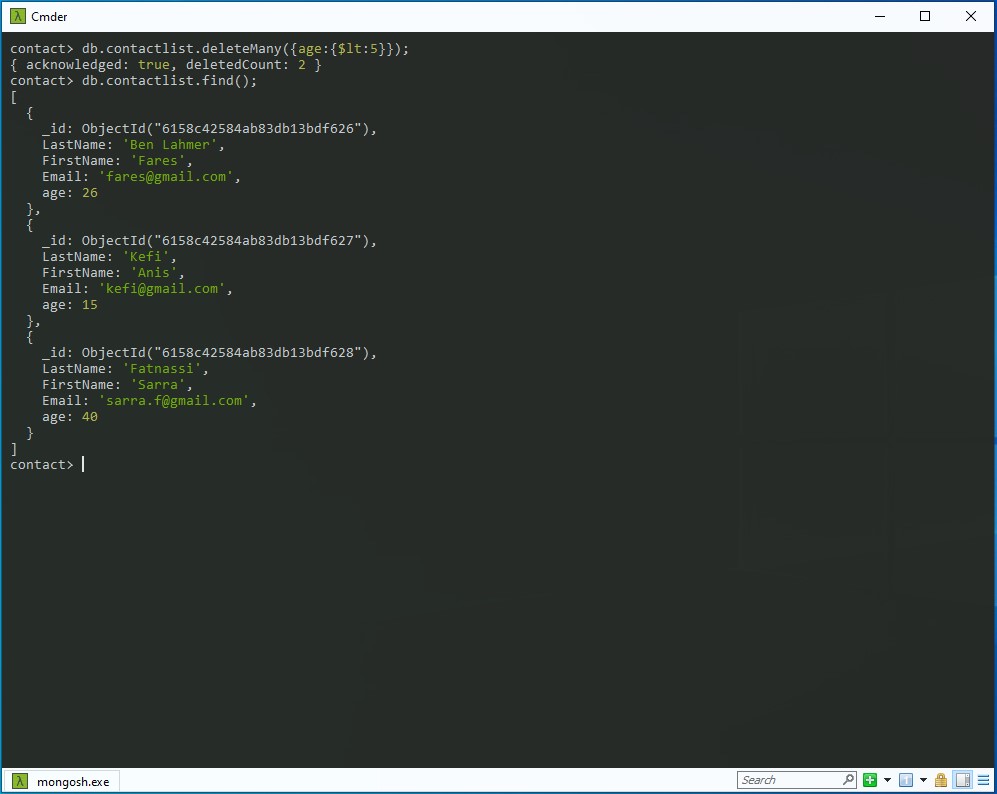 Cmder
contact> db.contactlist.deleteMany({age:{$lt:5}});
{ acknowledged: true, deletedCount: 2 }
contact> db.contactlist.find();
[
  {
    _id: ObjectId("6158c42584ab83db13bdf626"),
    LastName: 'Ben Lahmer',
    FirstName: 'Fares',
    Email: 'fares@gmail.com',
    age: 26
  },
  {
    _id: ObjectId("6158c42584ab83db13bdf627"),
    LastName: 'Kefi',
    FirstName: 'Anis',
    Email: 'kefi@gmail.com',
    age: 15
  },
  {
    _id: ObjectId("6158c42584ab83db13bdf628"),
    LastName: 'Fatnassi',
    FirstName: 'Sarra',
    Email: 'sarra.f@gmail.com',
    age: 40
  }
]
contact>
mongosh.exe
Search